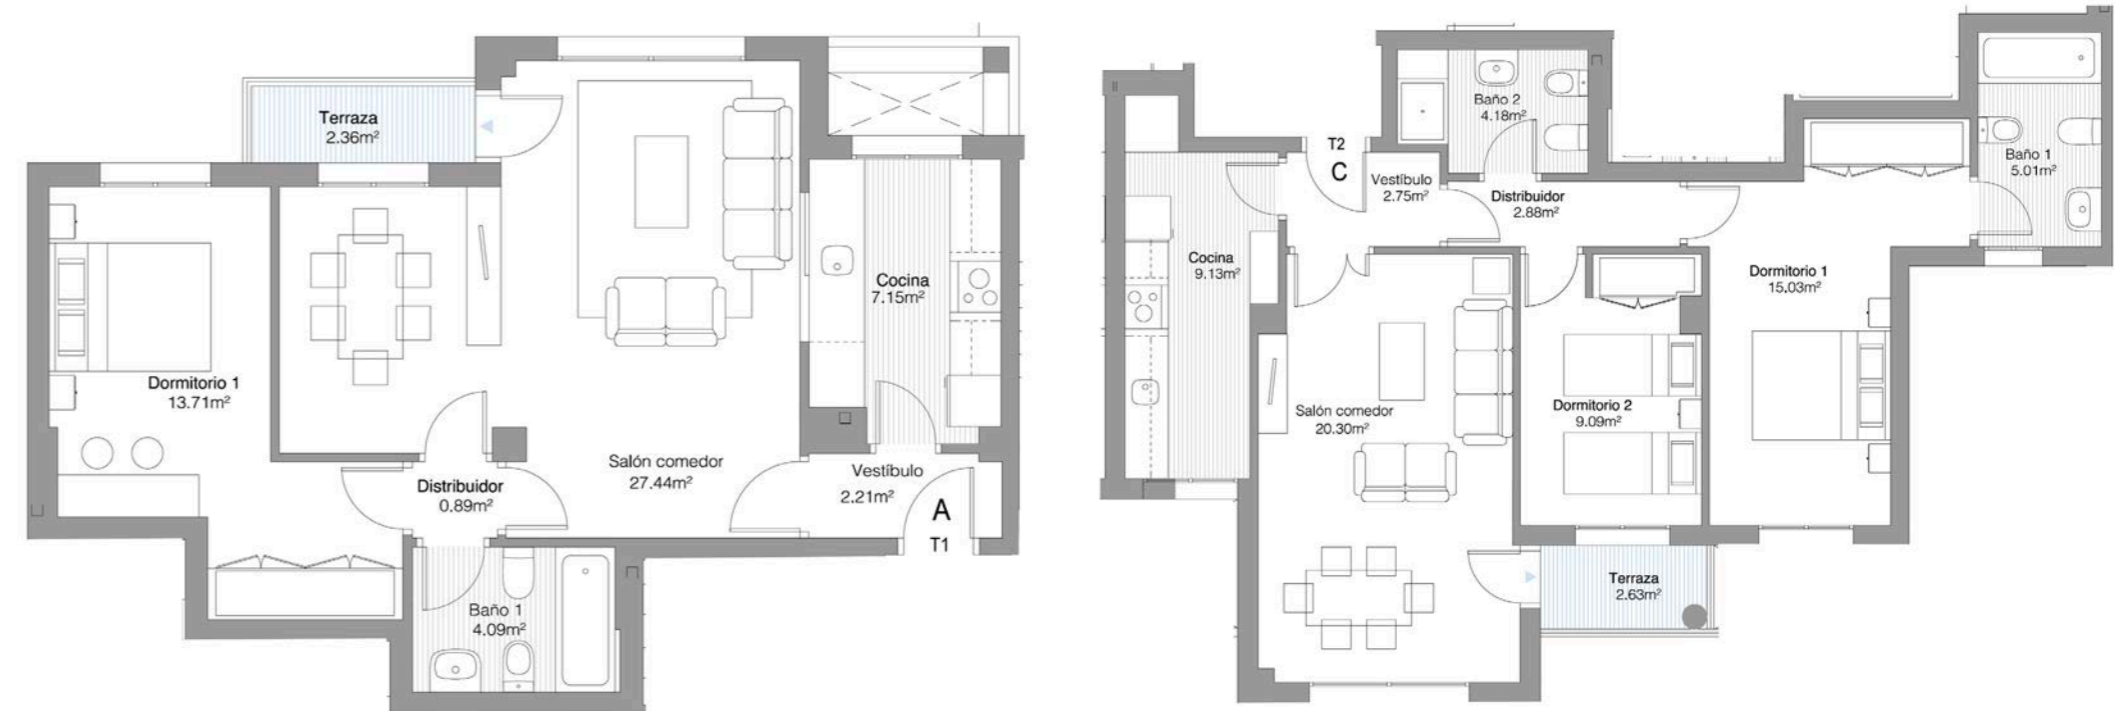 Terraza
2.36m²
Cocina
7.15m²
Dormitorio 1
13.71m²
Salón comedor
27.44m²
Vestíbulo
2.21m²
Distribuidor
0.89m²
A
T1
Baño 1
4.09m²
Baño 2
4.18m²
T2
C
Vestíbulo
2.75m²
Distribuidor
2.88m²
Baño 1
5.01m²
Cocina
9.13m²
Dormitorio 1
15.03m²
Salón comedor
20.30m²
Dormitorio 2
9.09m²
Terraza
2.63m²